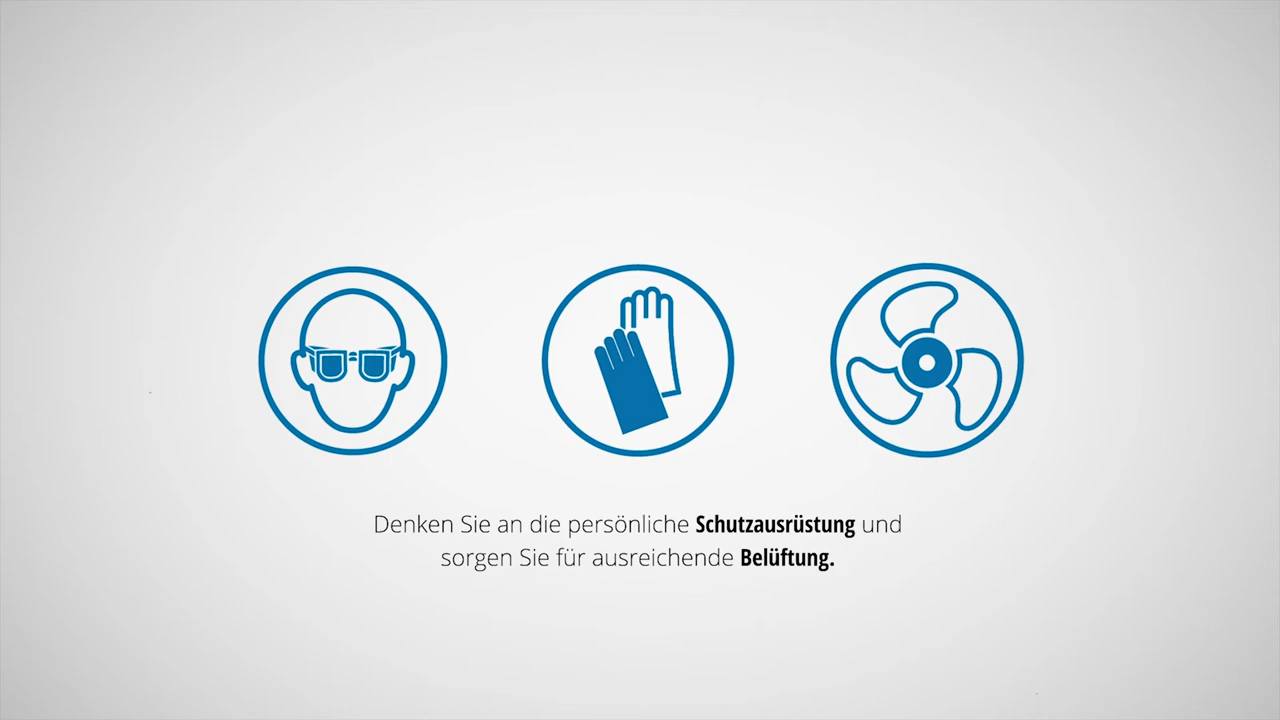 Denken Sie an die persönliche Schutzausrüstung und
sorgen Sie für ausreichende Belüftung.